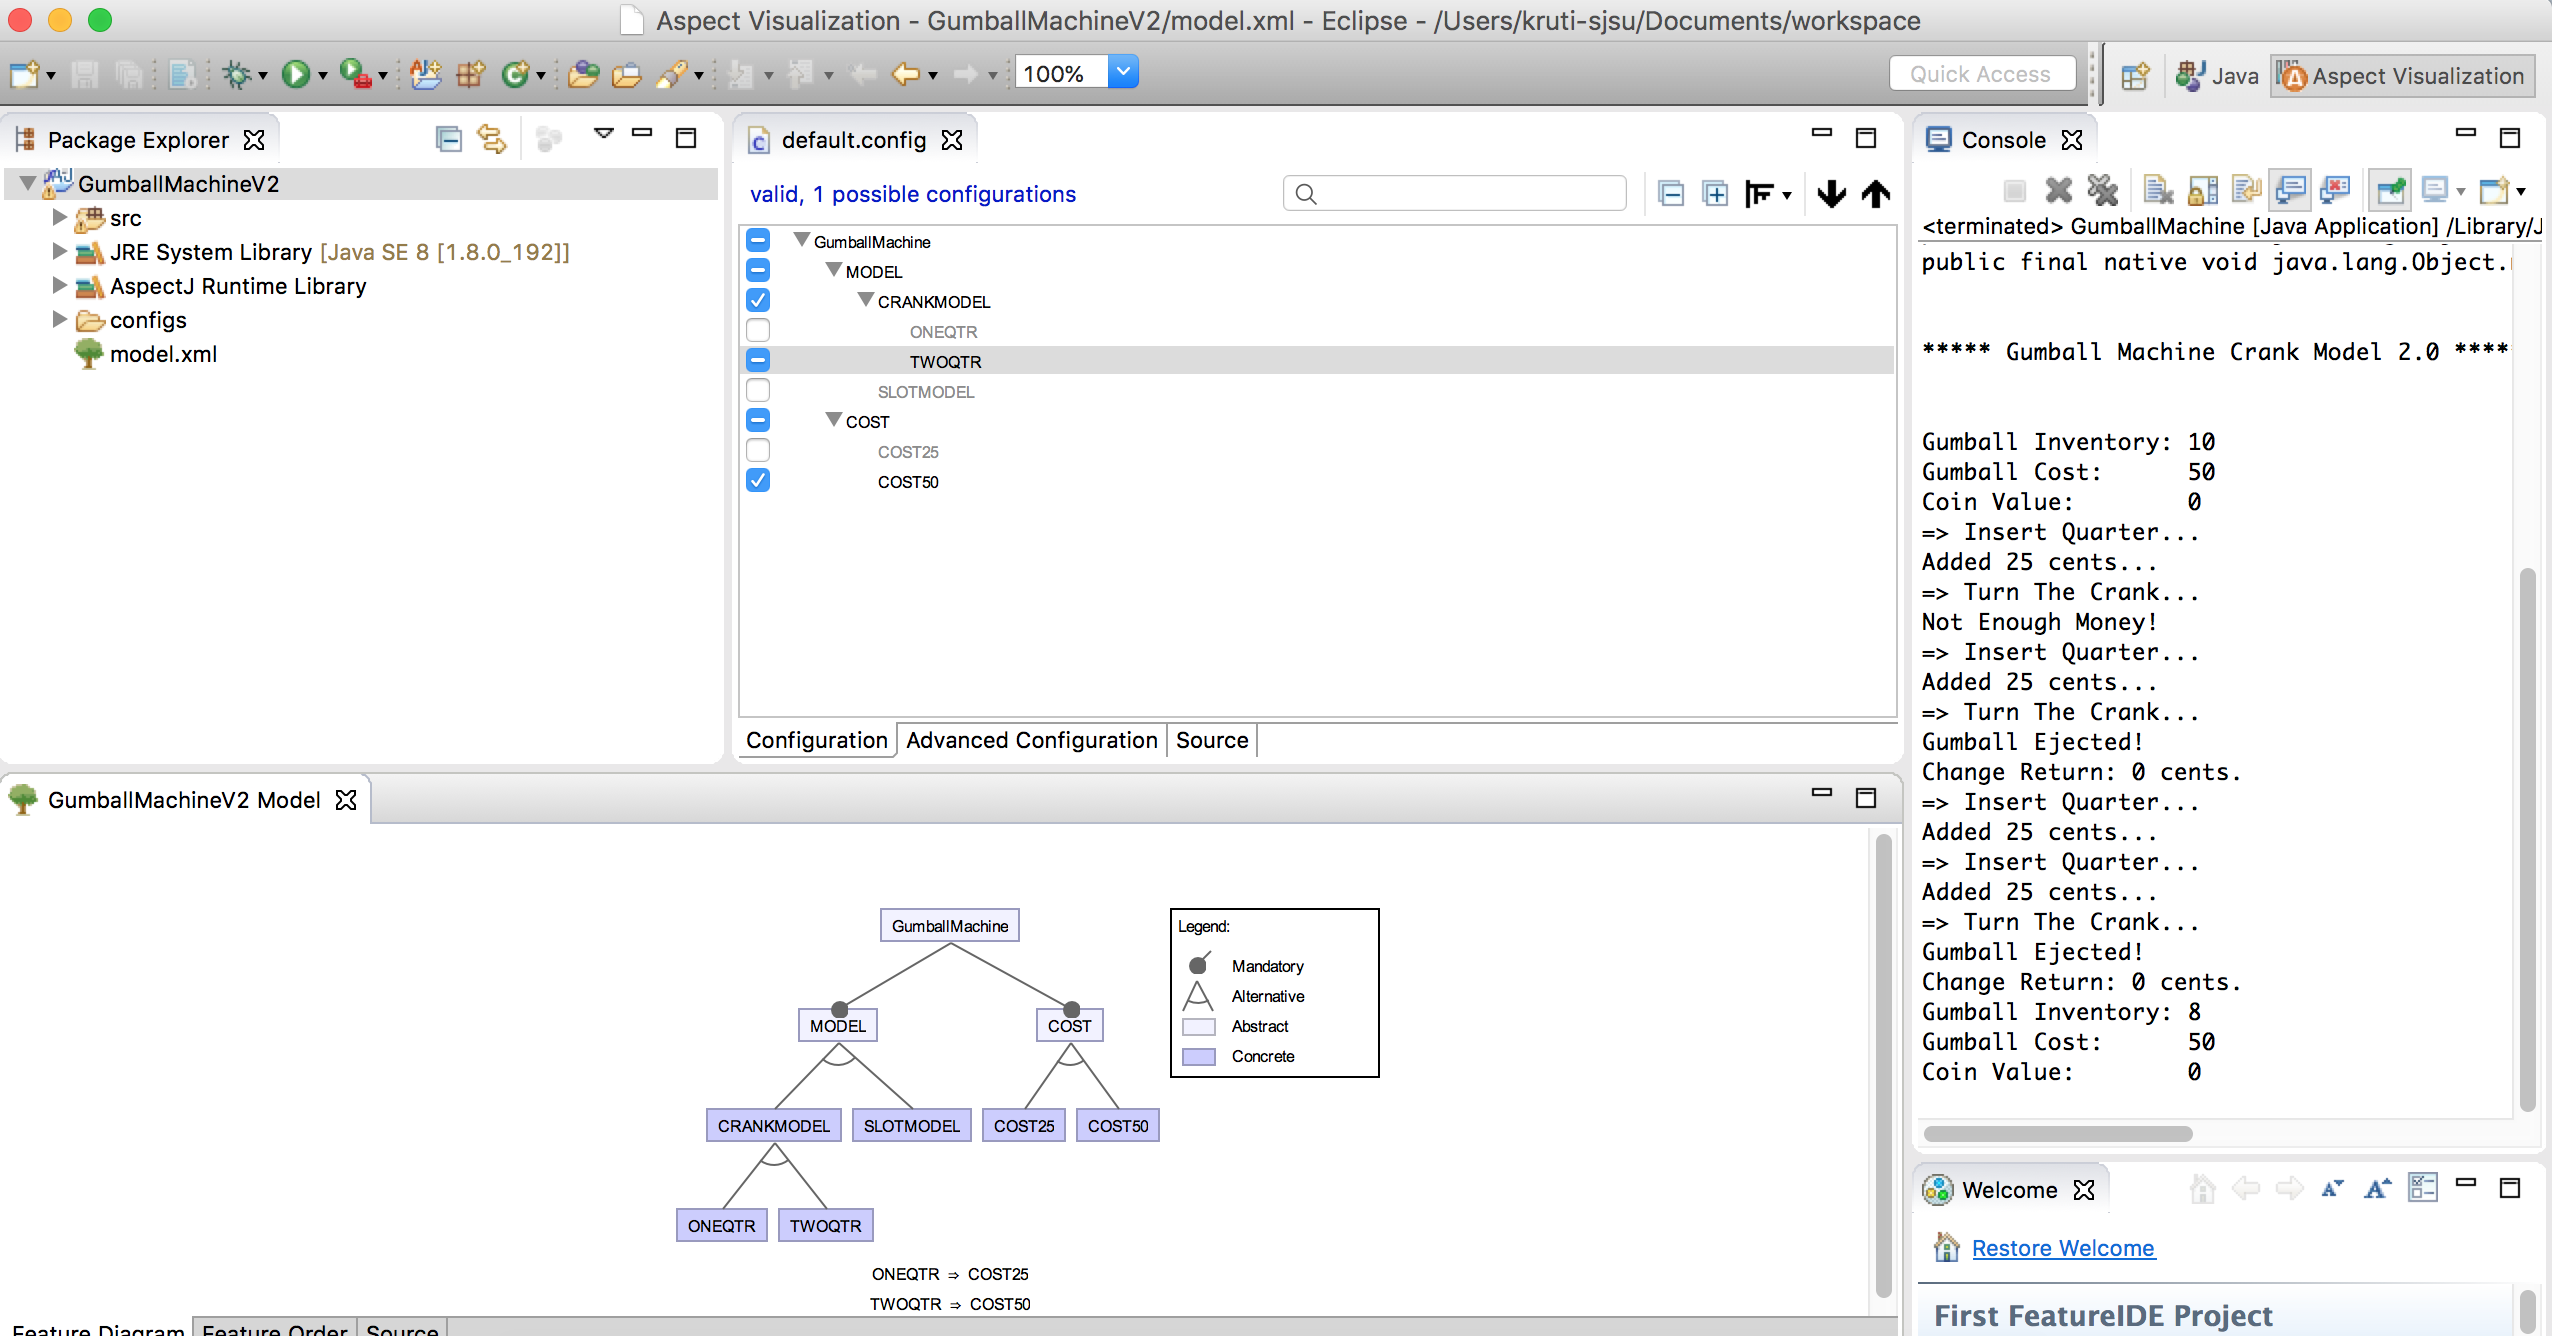 Aspect Visualization - GumballMachineV2/model.xml - Eclipse - /Users/kruti-sjsu/Documents/workspace
100%
Quick Access
Java
Aspect Visualization
Package Explorer
GumballMachineV2
src
JRE System Library [Java SE 8 [1.8.0_192]]
AspectJ Runtime Library
configs
model.xml
default.config
valid, 1 possible configurations
GumballMachine
MODEL
CRANKMODEL
ONEQTR
TWOQTR
SLOTMODEL
COST
COST25
COST50
Configuration
Advanced Configuration
Source
GumballMachineV2 Model
GumballMachine
MODEL
COST
CRANKMODEL
SLOTMODEL
COST25
COST50
ONEQTR
TWOQTR
ONEQTR ⇒ COST25
TWOQTR ⇒ COST50
Legend:
Mandatory
Alternative
Abstract
Concrete
Feature Diagram
Feature Order
Source
Console
<terminated> GumballMachine [Java Application] /Library/J
public final native void java.lang.Object.
***** Gumball Machine Crank Model 2.0 ****
Gumball Inventory: 10
Gumball Cost: 50
Coin Value: 0
=> Insert Quarter...
Added 25 cents...
=> Turn The Crank...
Not Enough Money!
=> Insert Quarter...
Added 25 cents...
=> Turn The Crank...
Gumball Ejected!
Change Return: 0 cents.
=> Insert Quarter...
Added 25 cents...
=> Insert Quarter...
Added 25 cents...
=> Turn The Crank...
Gumball Ejected!
Change Return: 0 cents.
Gumball Inventory: 8
Gumball Cost: 50
Coin Value: 0
Welcome
Restore Welcome
First FeatureIDE Project